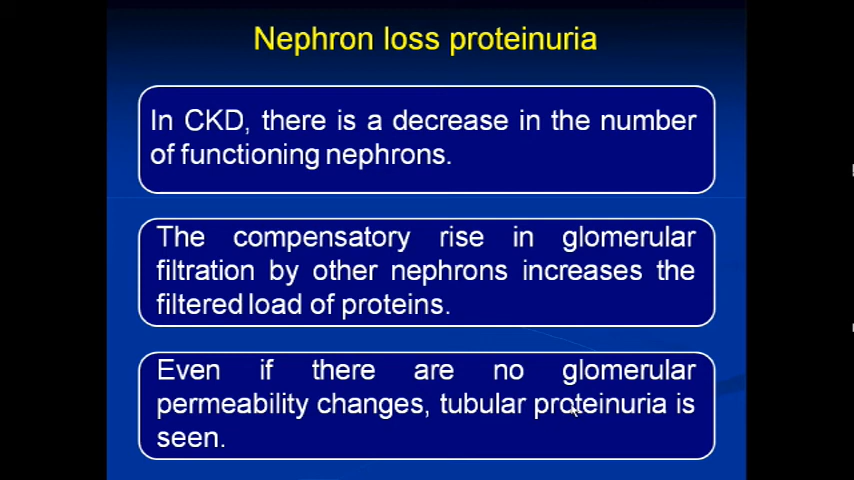 Nephron loss proteinuria
In CKD, there is a decrease in the number
of functioning nephrons.
The compensatory rise in glomerular
filtration by other nephrons increases the
filtered load of proteins.
Even if there are no glomerular
permeability changes, tubular proteinuria is
seen.